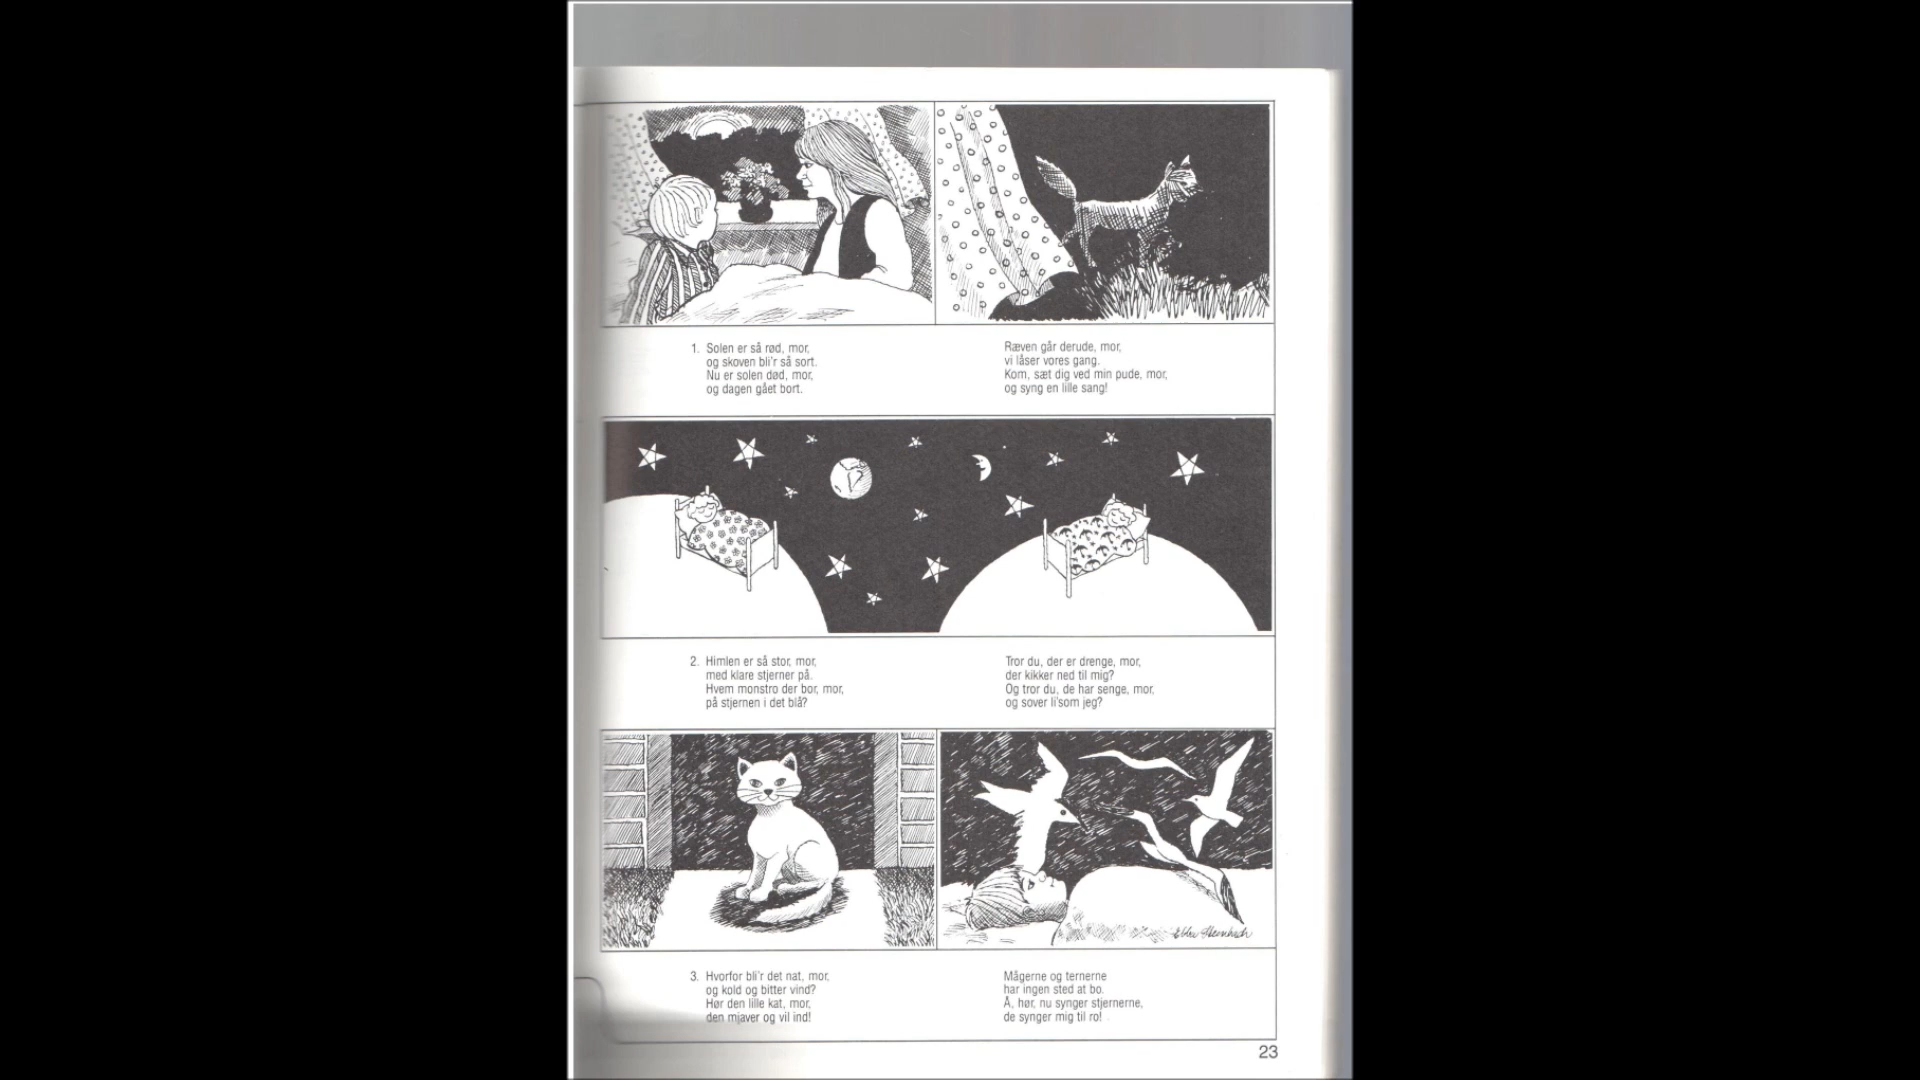 1. Solen er så rød, mor,
og skoven bli'r så sort.
Nu er solen død, mor,
og dagen gået bort.
Ræven går derude, mor,
vi låser vores gang.
Kom, sæt dig ved min pude, mor,
og syng en lille sang!
2. Himlen er så stor, mor,
med klare stjerner på.
Hvem monstro der bor, mor,
på stjernen i det blå?
Tror du, der er drenge, mor,
der kikker ned til mig?
Og tror du, de har senge, mor,
og sover li'som jeg?
3. Hvorfor bli'r det nat, mor,
og kold og bitter vind?
Hør den lille kat, mor,
den mjaver og vil ind!
Mågerne og ternerne
har ingen sted at bo.
Å, hør, nu synger stjernerne,
de synger mig til ro!
23